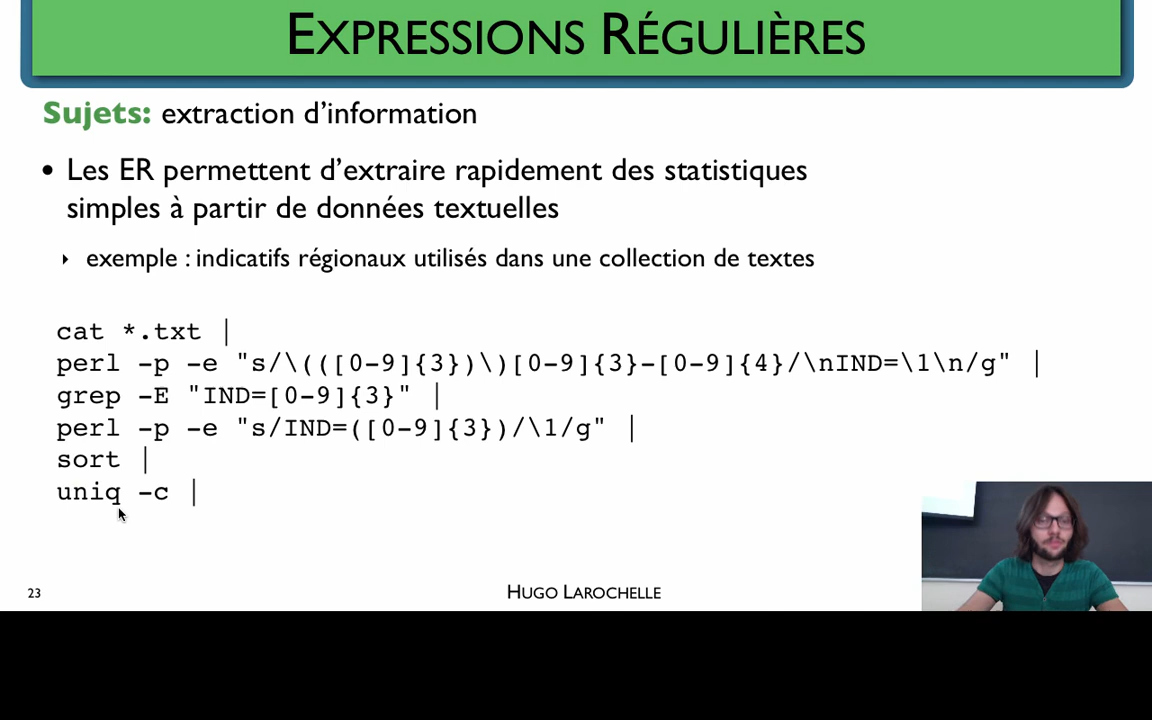 EXPRESSIONS RÉGULIÈRES
Sujets: extraction d'information
• Les ER permettent d'extraire rapidement des statistiques
simples à partir de données textuelles
‣ exemple : indicatifs régionaux utilisés dans une collection de textes
cat *.txt |
perl -p -e "s/\(([0-9]{3})\)[0-9]{3}-[0-9]{4}/\nIND=\1\n/g" |
grep -E "IND=[0-9]{3}" |
perl -p -e "s/IND=([0-9]{3})/\1/g" |
sort |
uniq -c |
23
HUGO LAROCHELLE